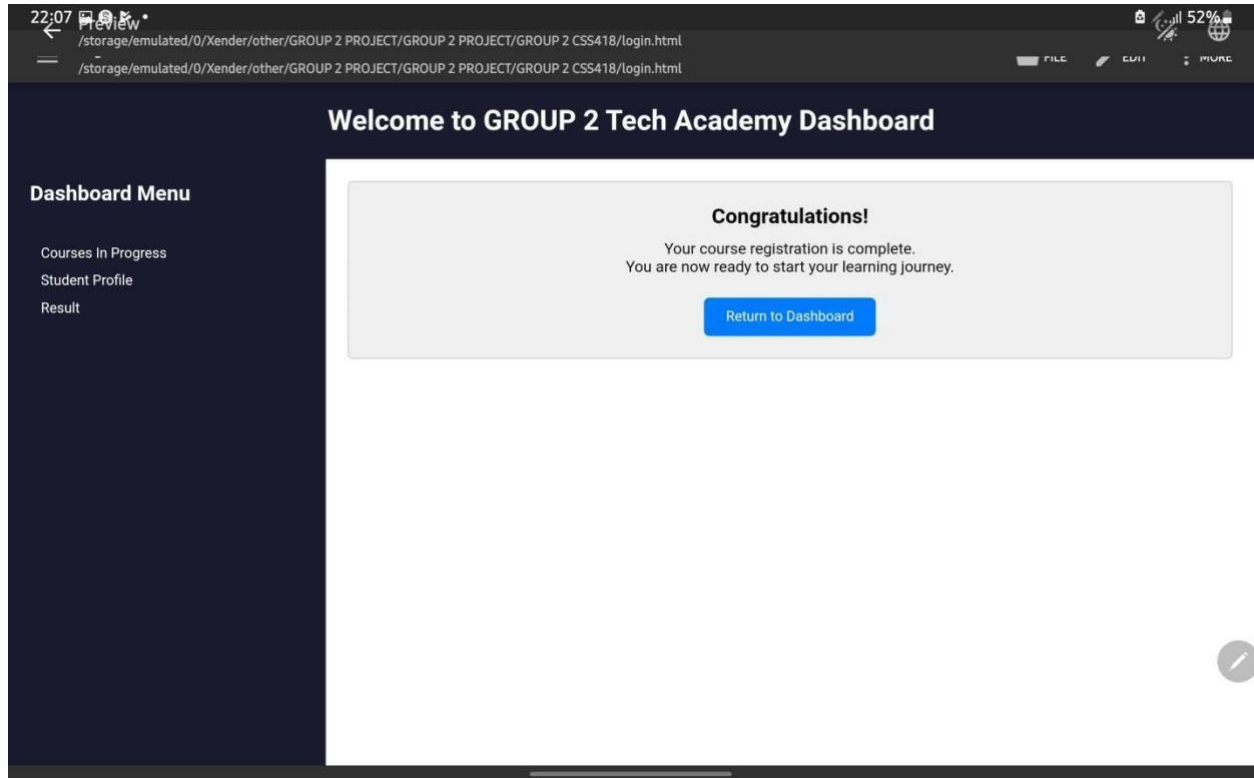 22:07
52%
Preview
/storage/emulated/0/Xender/other/GROUP 2 PROJECT/GROUP 2 PROJECT/GROUP 2 CSS418/login.html
/storage/emulated/0/Xender/other/GROUP 2 PROJECT/GROUP 2 PROJECT/GROUP 2 CSS418/login.html
FILE
EDIT
MORE
Welcome to GROUP 2 Tech Academy Dashboard
Dashboard Menu
Courses In Progress
Student Profile
Result
Congratulations!
Your course registration is complete.
You are now ready to start your learning journey.
Return to Dashboard